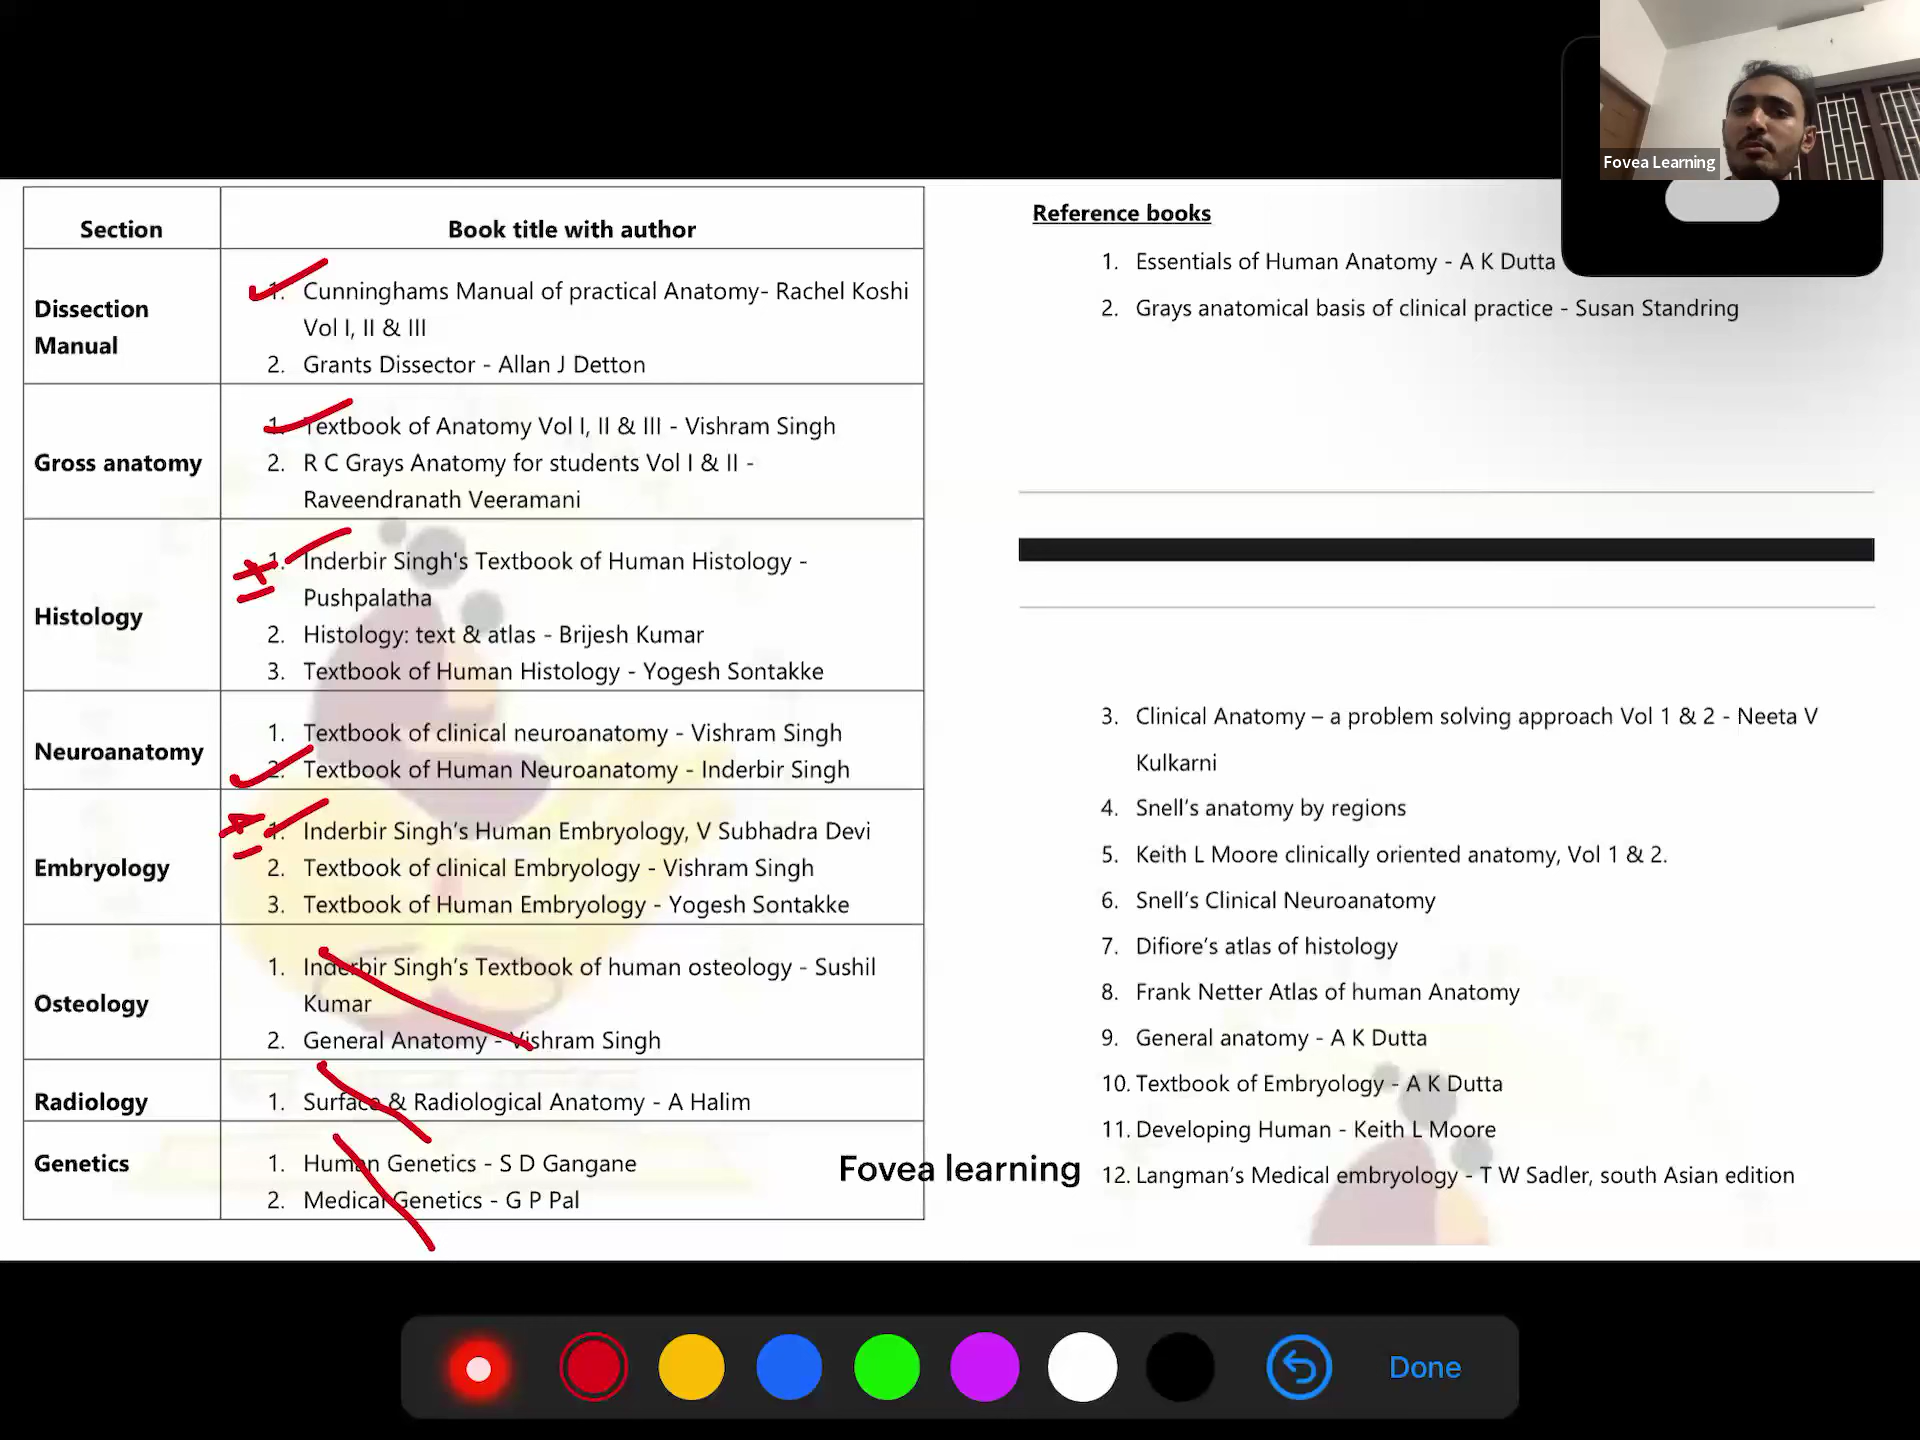 Fovea Learning
Section
Book title with author
Dissection
Manual
1. Cunninghams Manual of practical Anatomy- Rachel Koshi
Vol I, II & III
2. Grants Dissector - Allan J Detton
Gross anatomy
1. Textbook of Anatomy Vol I, II & III - Vishram Singh
2. R C Grays Anatomy for students Vol I & II -
Raveendranath Veeramani
Histology
1. Inderbir Singh's Textbook of Human Histology -
Pushpalatha
2. Histology: text & atlas - Brijesh Kumar
3. Textbook of Human Histology - Yogesh Sontakke
Neuroanatomy
1. Textbook of clinical neuroanatomy - Vishram Singh
2. Textbook of Human Neuroanatomy - Inderbir Singh
Embryology
1. Inderbir Singh’s Human Embryology, V Subhadra Devi
2. Textbook of clinical Embryology - Vishram Singh
3. Textbook of Human Embryology - Yogesh Sontakke
Osteology
1. Inderbir Singh’s Textbook of human osteology - Sushil
Kumar
2. General Anatomy - Vishram Singh
Radiology
1. Surface & Radiological Anatomy - A Halim
Genetics
1. Human Genetics - S D Gangane
2. Medical Genetics - G P Pal
Reference books
1. Essentials of Human Anatomy - A K Dutta
2. Grays anatomical basis of clinical practice - Susan Standring
3. Clinical Anatomy – a problem solving approach Vol 1 & 2 - Neeta V
Kulkarni
4. Snell’s anatomy by regions
5. Keith L Moore clinically oriented anatomy, Vol 1 & 2.
6. Snell’s Clinical Neuroanatomy
7. Difiore’s atlas of histology
8. Frank Netter Atlas of human Anatomy
9. General anatomy - A K Dutta
10. Textbook of Embryology - A K Dutta
11. Developing Human - Keith L Moore
12. Langman’s Medical embryology - T W Sadler, south Asian edition
Fovea learning
Done